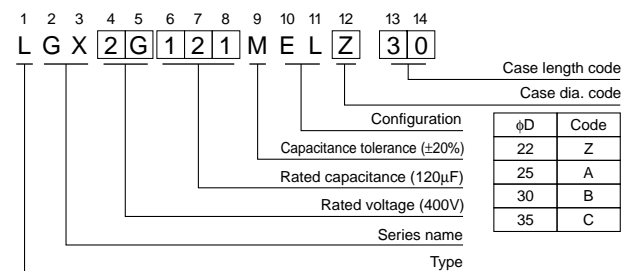 1 2 3 4 5 6 7 8 9 10 11 12 13 14
L G X 2 G 1 2 1 M E L Z 3 0
Case length code
Case dia. code
Configuration
Capacitance tolerance (±20%)
Rated capacitance (120μF)
Rated voltage (400V)
Series name
Type
ϕD Code
22 Z
25 A
30 B
35 C